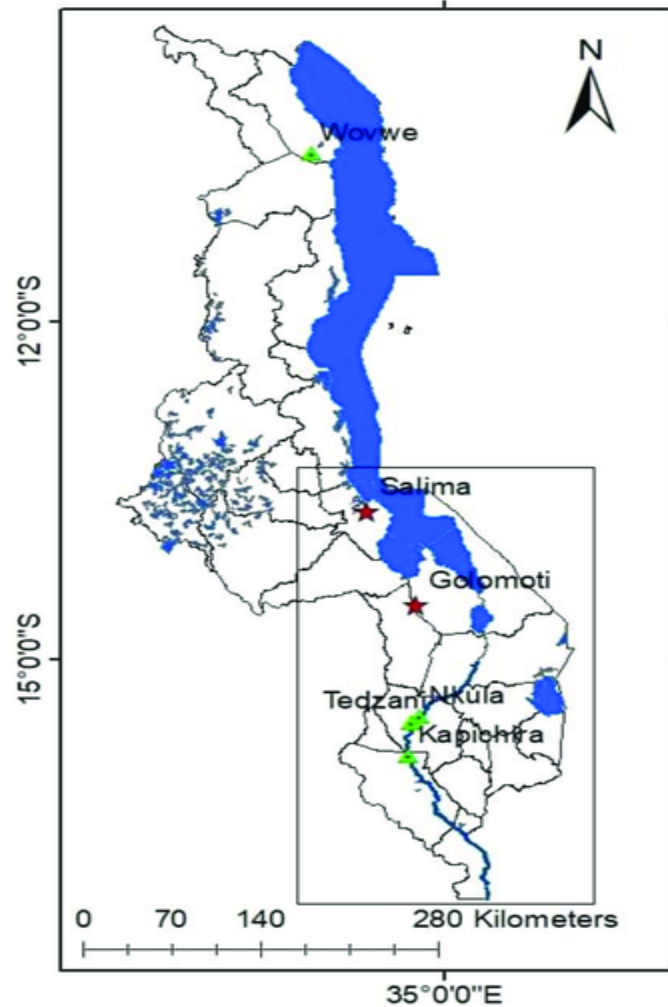 N
Wovwe
12°0'0"S
Salima
Golomoti
15°0'0"S
Tedzani Nkula
Kapichira
0 70 140 280 Kilometers
35°0'0"E